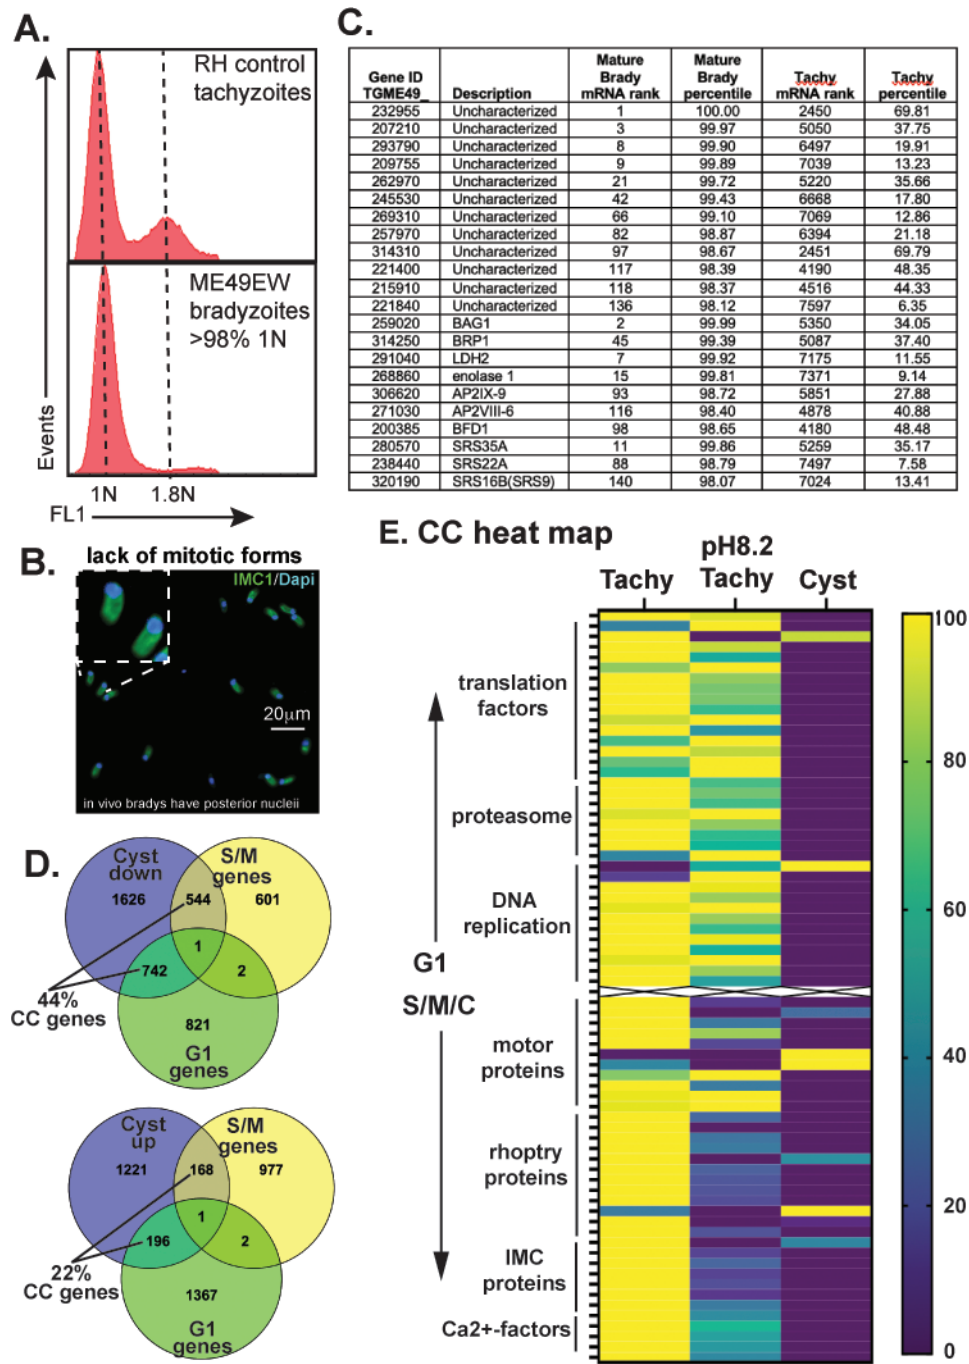 A.
RH control
tachyzoites
ME49EW
bradyzoites
>98% 1N
Events
1N 1.8N
FL1
C.
Gene ID TGME49_ Description Mature Brady mRNA rank Mature Brady percentile Tachy mRNA rank Tachy percentile
232955 Uncharacterized 1 100.00 2450 69.81
207210 Uncharacterized 3 99.97 5050 37.75
293790 Uncharacterized 8 99.90 6497 19.91
209755 Uncharacterized 9 99.89 7039 13.23
262970 Uncharacterized 21 99.72 5220 35.66
245530 Uncharacterized 42 99.43 6668 17.80
269310 Uncharacterized 66 99.10 7069 12.86
257970 Uncharacterized 82 98.87 6394 21.18
314310 Uncharacterized 97 98.67 2451 69.79
221400 Uncharacterized 117 98.39 4190 48.35
215910 Uncharacterized 118 98.37 4516 44.33
221840 Uncharacterized 136 98.12 7597 6.35
259020 BAG1 2 99.99 5350 34.05
314250 BRP1 45 99.39 5087 37.40
291040 LDH2 7 99.92 7175 11.55
268860 enolase 1 15 99.81 7371 9.14
306620 AP2IX-9 93 98.72 5851 27.88
271030 AP2VIII-6 116 98.40 4878 40.88
200385 BFD1 98 98.65 4180 48.48
280570 SRS35A 11 99.86 5259 35.17
238440 SRS22A 88 98.79 7497 7.58
320190 SRS16B(SRS9) 140 98.07 7024 13.41
B.
lack of mitotic forms
IMC1/Dapi
20µm
in vivo bradys have posterior nucleii
D.
Cyst
down
S/M
genes
1626 544 601
1
742 2
44%
CC genes
821
G1
genes
Cyst
up
S/M
genes
1221 168 977
1
196 2
22%
CC genes
1367
G1
genes
E. CC heat map
Tachy
pH8.2
Tachy
Cyst
translation
factors
proteasome
DNA
replication
G1
S/M/C
motor
proteins
rhoptry
proteins
IMC
proteins
Ca2+-factors
100
80
60
40
20
0